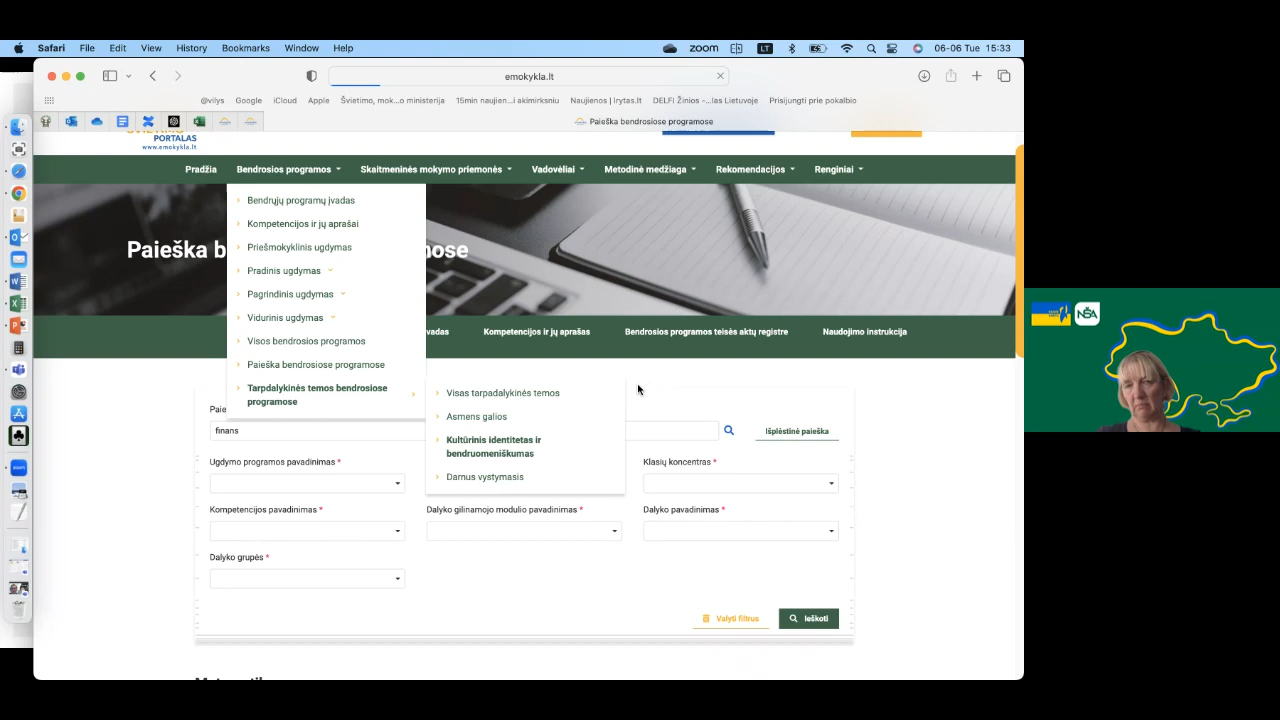 Safari File Edit View History Bookmarks Window Help
zoom LT 06-06 Tue 15:33
emokykla.lt
@vilys Google iCloud Apple Švietimo, mok...o ministerija 15min naujien...i akimirksniu Naujienos | lrytas.lt DELFI Žinios –...las Lietuvoje Prisijungti prie pokalbio
Paieška bendrosiose programose
PORTALAS
www.emokykla.lt
Pradžia Bendrosios programos Skaitmeninės mokymo priemonės Vadovėliai Metodinė medžiaga Rekomendacijos Renginiai
Bendrųjų programų įvadas
Kompetencijos ir jų aprašai
Priešmokyklinis ugdymas
Pradinis ugdymas
Pagrindinis ugdymas
Vidurinis ugdymas
Visos bendrosios programos
Paieška bendrosiose programose
Tarpdalykinės temos bendrosiose
programose
Paieška b
mose
vadas Kompetencijos ir jų aprašas Bendrosios programos teisės aktų registre Naudojimo instrukcija
Visas tarpadalykinės temos
Asmens galios
Kultūrinis identitetas ir
bendruomeniškumas
Darnus vystymasis
Paie
finans
Išplėstinė paieška
Ugdymo programos pavadinimas * Klasių koncentras *
Kompetencijos pavadinimas * Dalyko gilinamojo modulio pavadinimas * Dalyko pavadinimas *
Dalyko grupės *
Valyti filtrus Ieškoti
NŠA